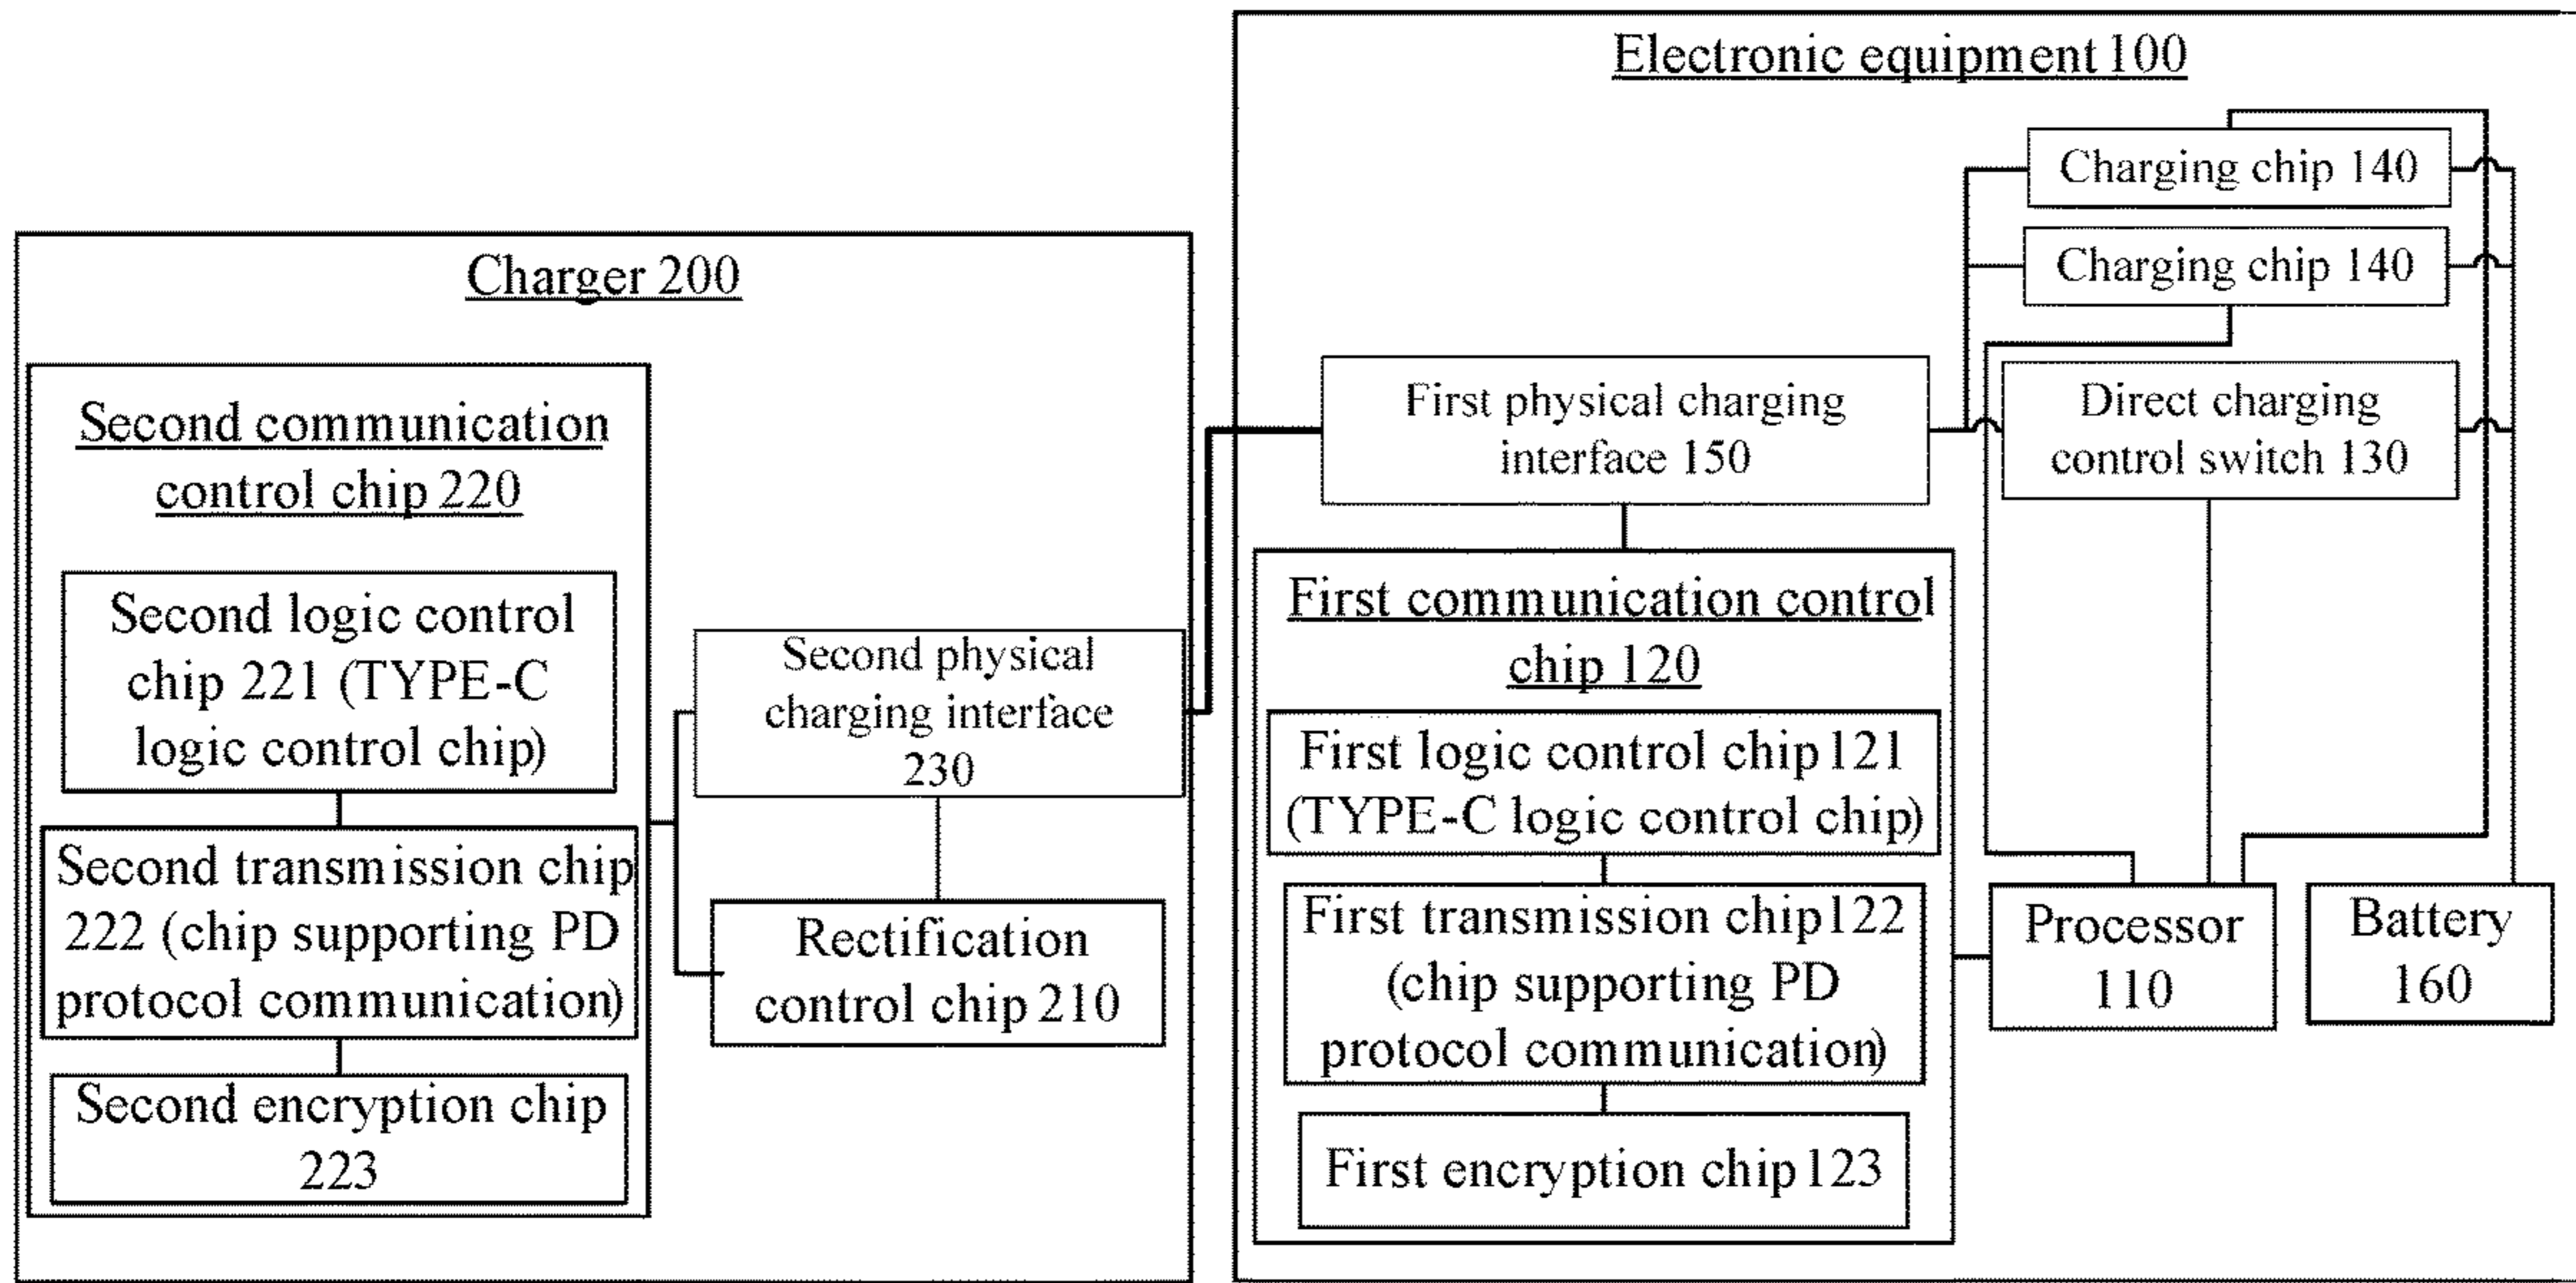 Electronic equipment 100
Charging chip 140
Charging chip 140
Charger 200
First physical charging
interface 150
Direct charging
control switch 130
Second communication
control chip 220
Second logic control
chip 221 (TYPE-C
logic control chip)
Second physical
charging interface
230
First communication control
chip 120
First logic control chip 121
(TYPE-C logic control chip)
Second transmission chip
222 (chip supporting PD
protocol communication)
Rectification
control chip 210
First transmission chip 122
(chip supporting PD
protocol communication)
Processor
110
Battery
160
Second encryption chip
223
First encryption chip 123